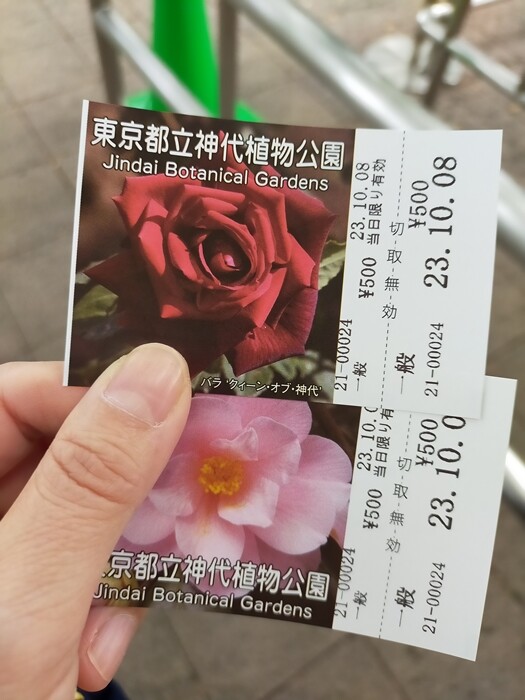 東京都立神代植物公園
Jindai Botanical Gardens
バラ 'クィーン・オブ・神代'
21-00024
一般
¥500
23.10.08
当日限り有効
切取無効
一般
¥500
21-00024
23.10.08
京都立神代植物公園
Jindai Botanical Gardens
21-00024
一般
¥500
23.10.0
当日限り有
切取無効
一般
¥500
21-00024
23.10.0